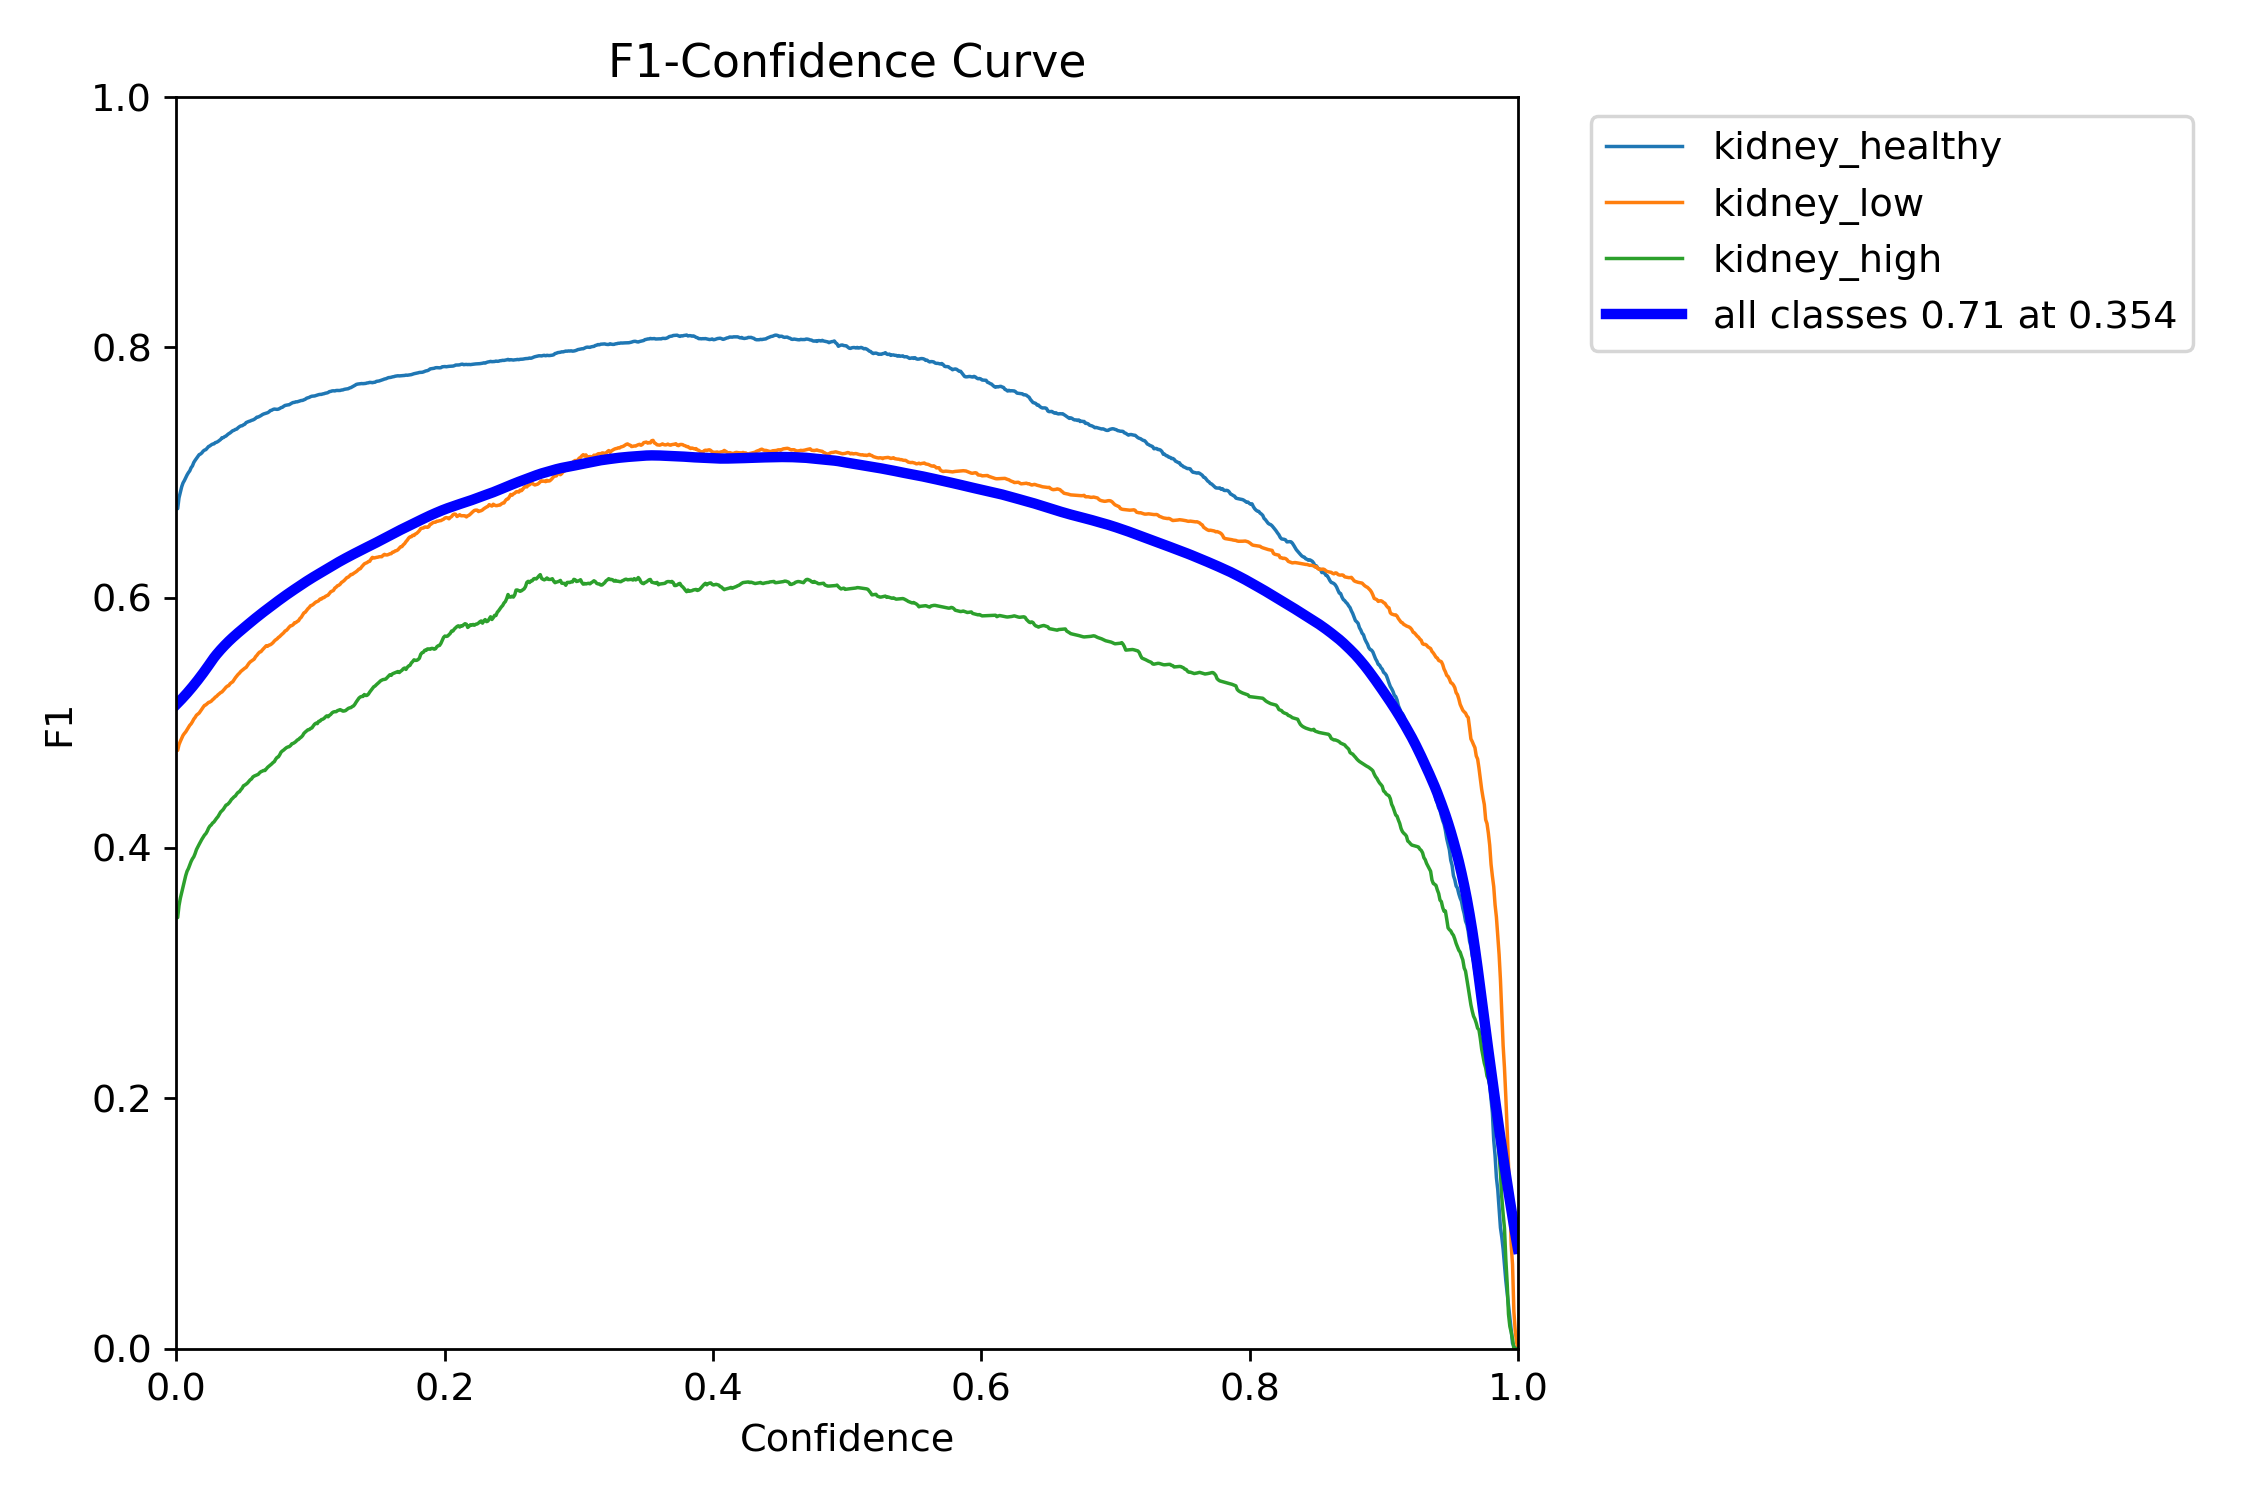 F1-Confidence Curve
1.0
0.8
0.6
0.4
0.2
0.0
F1
0.0 0.2 0.4 0.6 0.8 1.0
Confidence
kidney_healthy
kidney_low
kidney_high
all classes 0.71 at 0.354